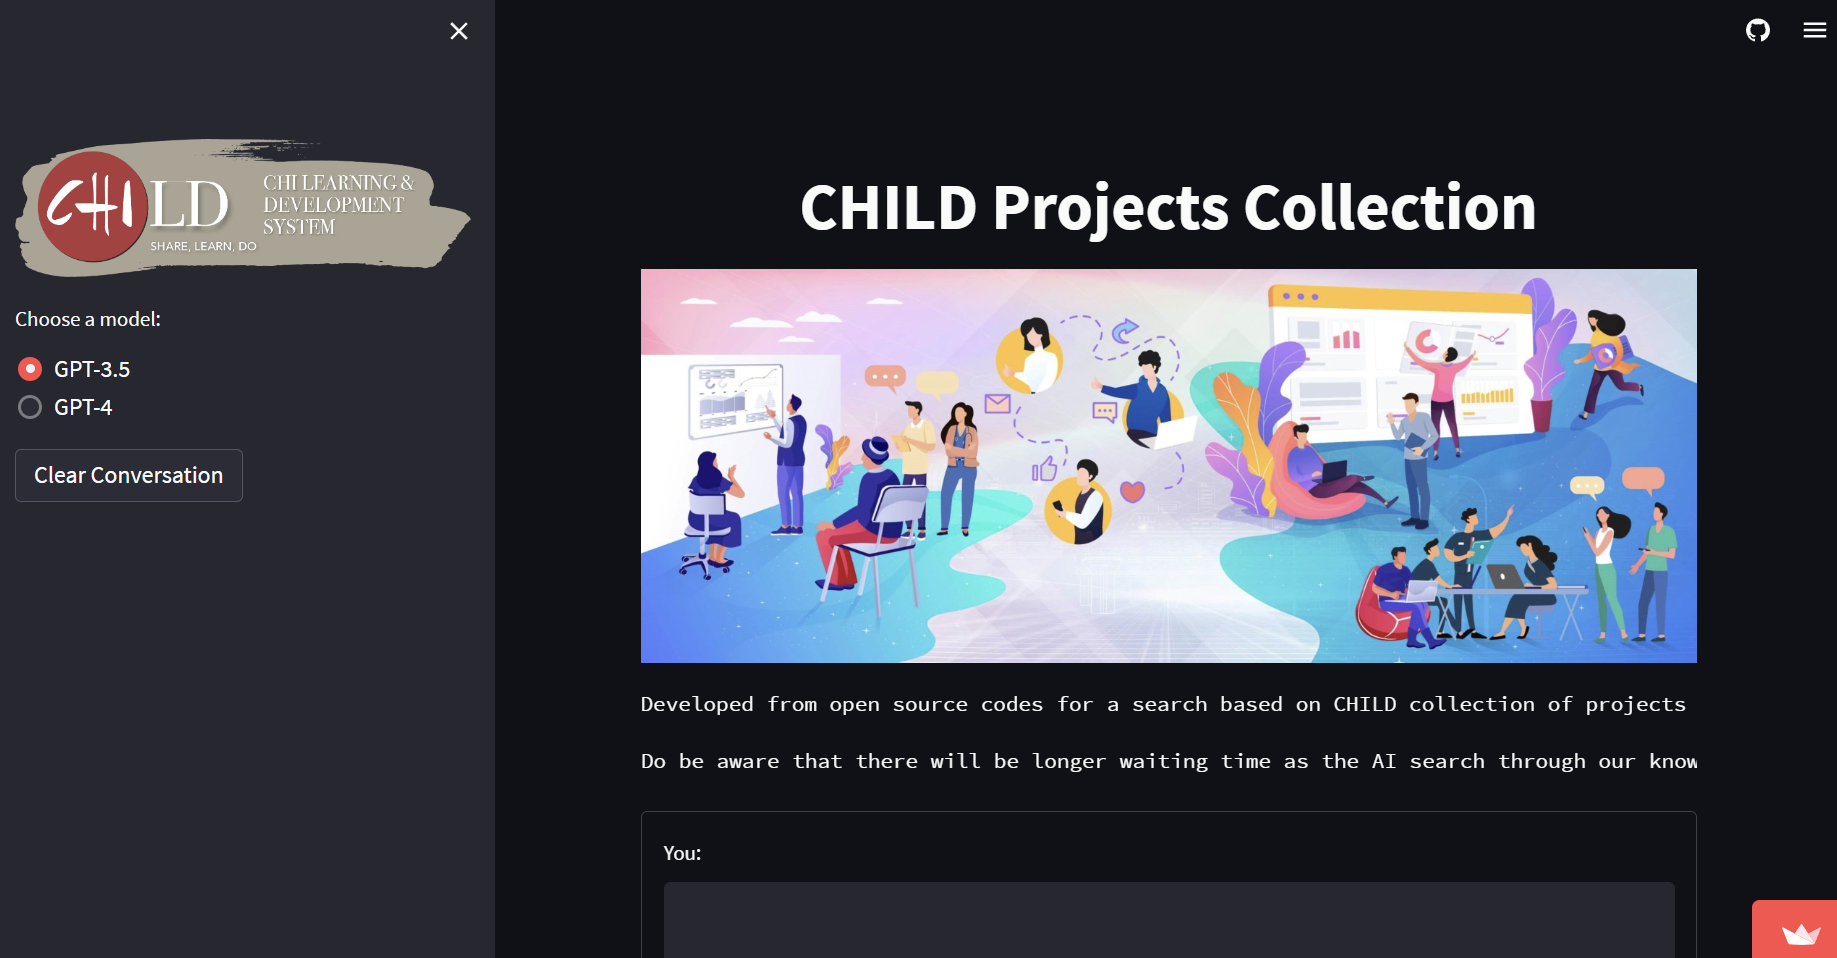 CHILD
CHI LEARNING &
DEVELOPMENT
SYSTEM
SHARE, LEARN, DO
Choose a model:
GPT-3.5
GPT-4
Clear Conversation
CHILD Projects Collection
Developed from open source codes for a search based on CHILD collection of projects
Do be aware that there will be longer waiting time as the AI search through our know
You: